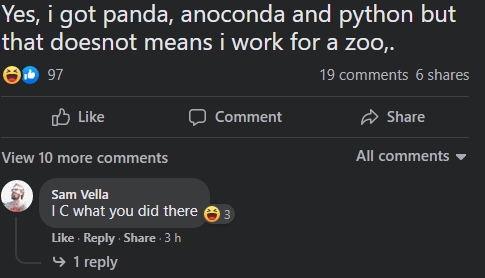 Yes, i got panda, anoconda and python but
that doesnot means i work for a zoo,.
97 19 comments 6 shares
Like Comment Share
View 10 more comments All comments
Sam Vella
I C what you did there 3
Like · Reply · Share · 3 h
1 reply